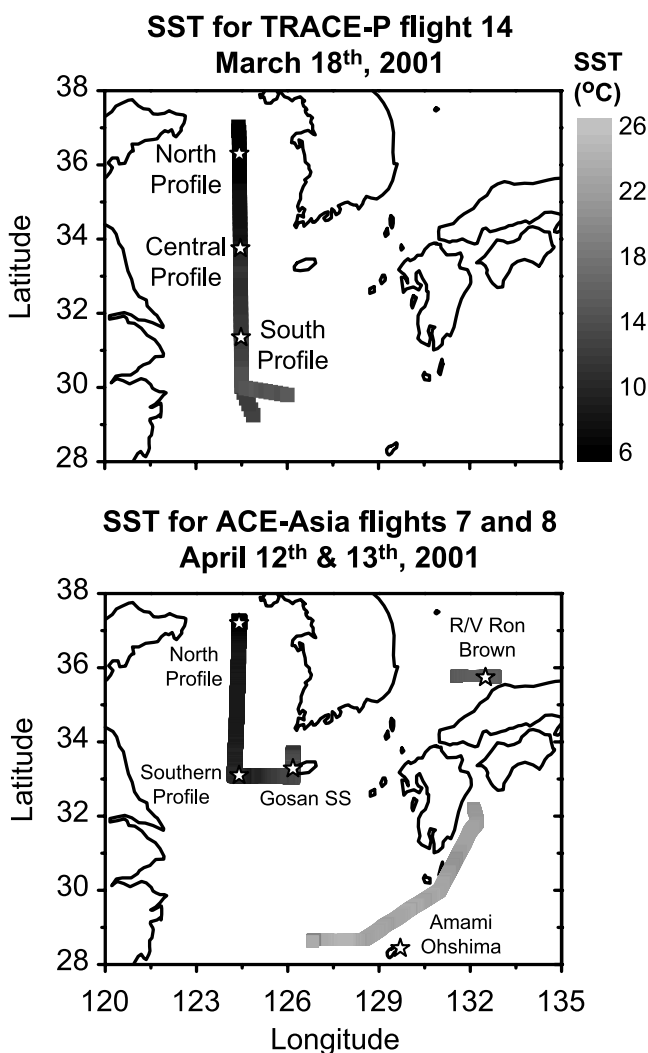 SST for TRACE-P flight 14
March 18th, 2001
SST
(°C)
38
36
34
32
30
28
Latitude
North
Profile
Central
Profile
South
Profile
26
22
18
14
10
6
SST for ACE-Asia flights 7 and 8
April 12th & 13th, 2001
38
36
34
32
30
28
Latitude
R/V Ron
Brown
North
Profile
Southern
Profile
Gosan SS
Amami
Ohshima
120 123 126 129 132 135
Longitude